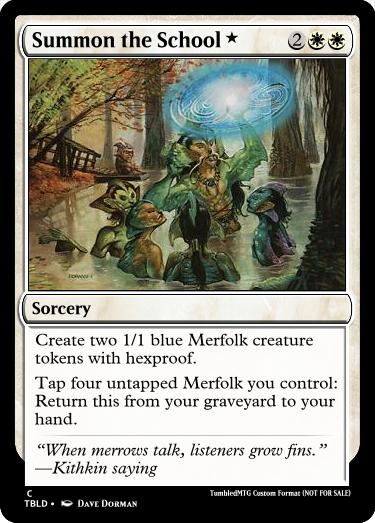 Summon the School ★ 2
Sorcery
Create two 1/1 blue Merfolk creature
tokens with hexproof.
Tap four untapped Merfolk you control:
Return this from your graveyard to your
hand.
“When merrows talk, listeners grow fins.”
—Kithkin saying
C
TBLD • DAVE DORMAN
TumbledMTG Custom Format (NOT FOR SALE)